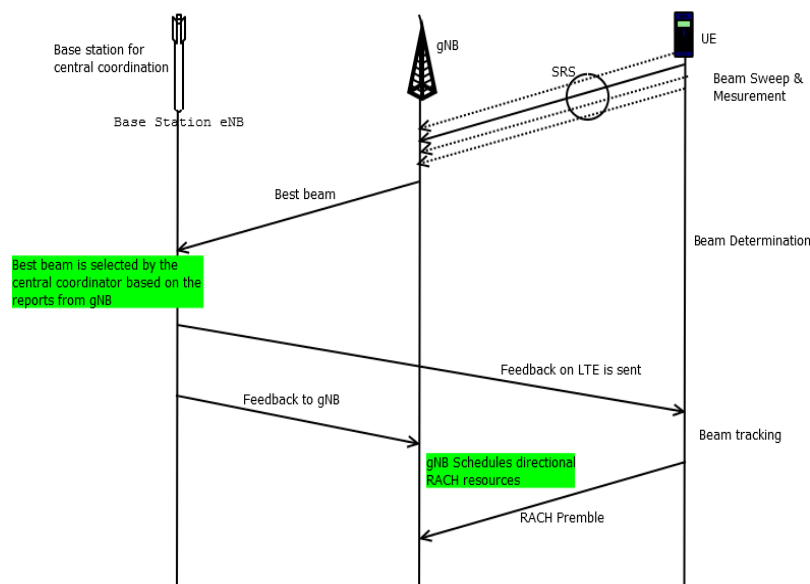 Base station for
central coordination
Base Station eNB
gNB
UE
SRS
Beam Sweep &
Mesurement
Best beam
Beam Determination
Best beam is selected by the
central coordinator based on the
reports from gNB
Feedback on LTE is sent
Feedback to gNB
Beam tracking
gNB Schedules directional
RACH resources
RACH Premble